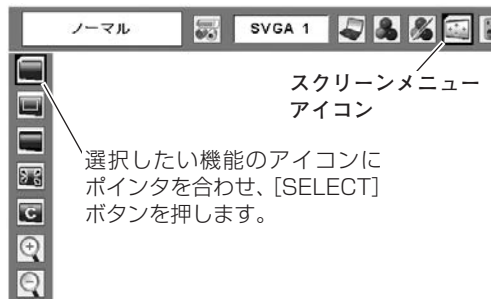 ノーマル
SVGA 1
スクリーンメニュー
アイコン
選択したい機能のアイコンに
ポインタを合わせ、[SELECT]
ボタンを押します。
C